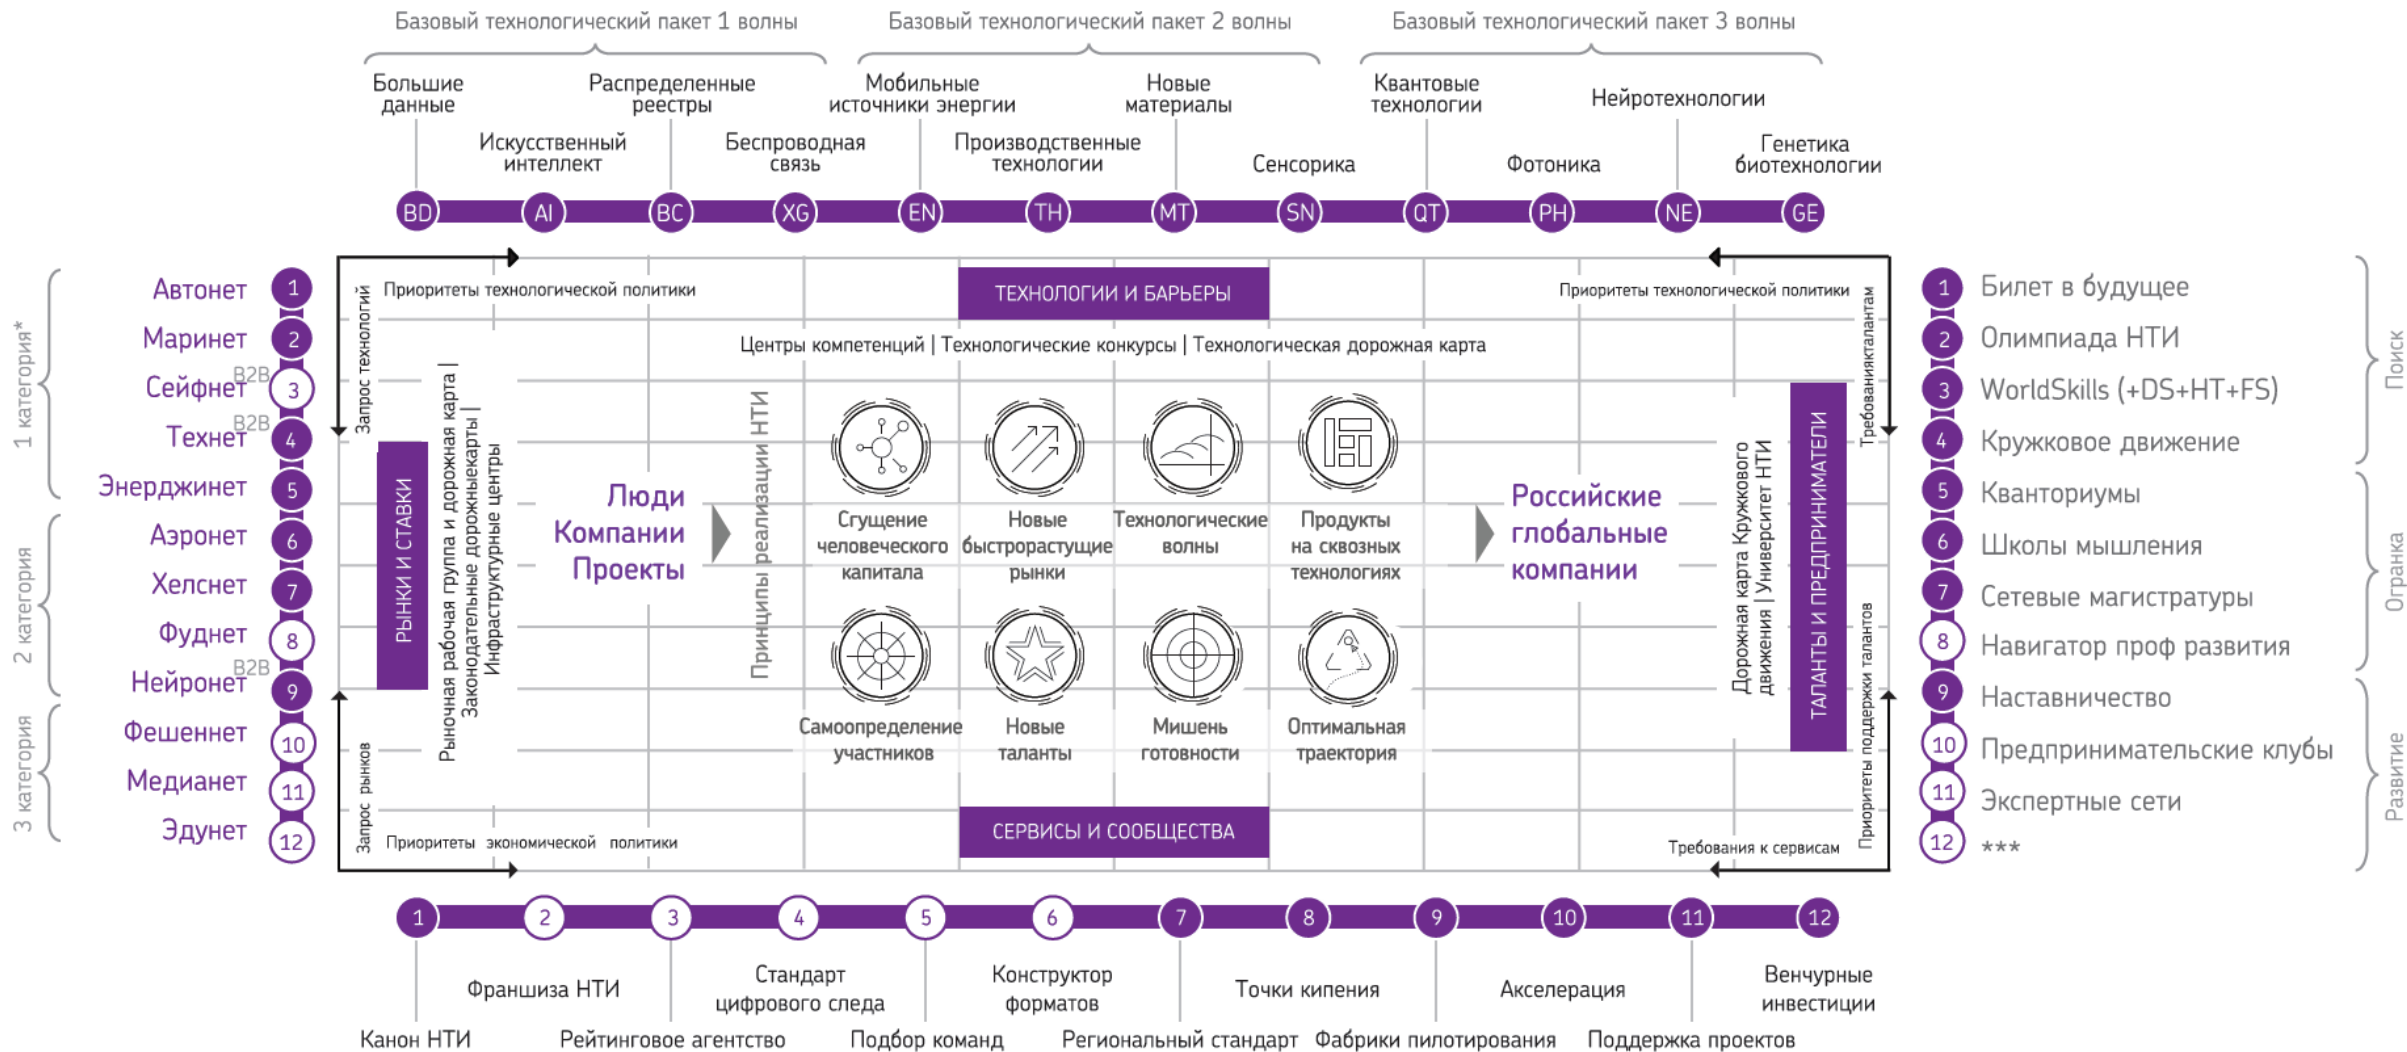 Базовый технологический пакет 1 волны
Базовый технологический пакет 2 волны
Базовый технологический пакет 3 волны
Большие
данные
Искусственный
интеллект
Распределенные
реестры
Беспроводная
связь
Мобильные
источники энергии
Производственные
технологии
Новые
материалы
Сенсорика
Квантовые
технологии
Фотоника
Нейротехнологии
Генетика
биотехнологии
BD
AI
BC
XG
EN
TH
MT
SN
QT
PH
NE
GE
1 категория*
2 категория
3 категория
Автонет 1
Маринет 2
B2B
Сейфнет 3
B2B
Технет 4
Энерджинет 5
Аэронет 6
Хелснет 7
Фуднет 8
B2B
Нейронет 9
Фешеннет 10
Медианет 11
Эдунет 12
Запрос технологий
Приоритеты технологической политики
ТЕХНОЛОГИИ И БАРЬЕРЫ
Приоритеты технологической политики
Требованияктапантам
Центры компетенций | Технологические конкурсы | Технологическая дорожная карта
РЫНКИ И СТАВКИ
Рыночная рабочая группа и дорожная карта |
Законодательные дорожныекарты |
Инфраструктурные центры
Люди
Компании
Проекты
Принципы реализации НТИ
Сгущение
человеческого
капитала
Новые
быстрорастущие
рынки
Технологические
волны
Продукты
на сквозных
технологиях
Самоопределение
участников
Новые
таланты
Мишень
готовности
Оптимальная
траектория
Российские
глобальные
компании
Дорожная карта Кружкового
движения | Университет НТИ
ТАЛАНТЫ И ПРЕДПРИНИМАТЕЛИ
Запрос рынков
Приоритеты экономической политики
СЕРВИСЫ И СООБЩЕСТВА
Требования к сервисам
Приоритеты поддержки талантов
1 Билет в будущее
2 Олимпиада НТИ
3 WorldSkills (+DS+HT+FS)
4 Кружковое движение
5 Кванториумы
6 Школы мышления
7 Сетевые магистратуры
8 Навигатор проф развития
9 Наставничество
10 Предпринимательские клубы
11 Экспертные сети
12 ***
Поиск
Огранка
Развитие
1
2
3
4
5
6
7
8
9
10
11
12
Канон НТИ
Франшиза НТИ
Рейтинговое агентство
Стандарт
цифрового следа
Подбор команд
Конструктор
форматов
Региональный стандарт
Точки кипения
Фабрики пилотирования
Акселерация
Поддержка проектов
Венчурные
инвестиции